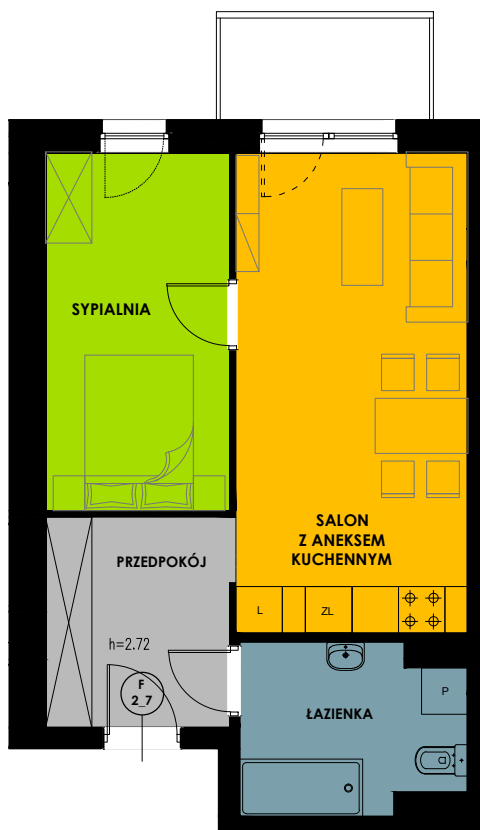 SYPIALNIA
SALON
Z ANEKSEM
KUCHENNYM
PRZEDPOKÓJ
L
ZL
h=2.72
F
2_7
P
ŁAZIENKA